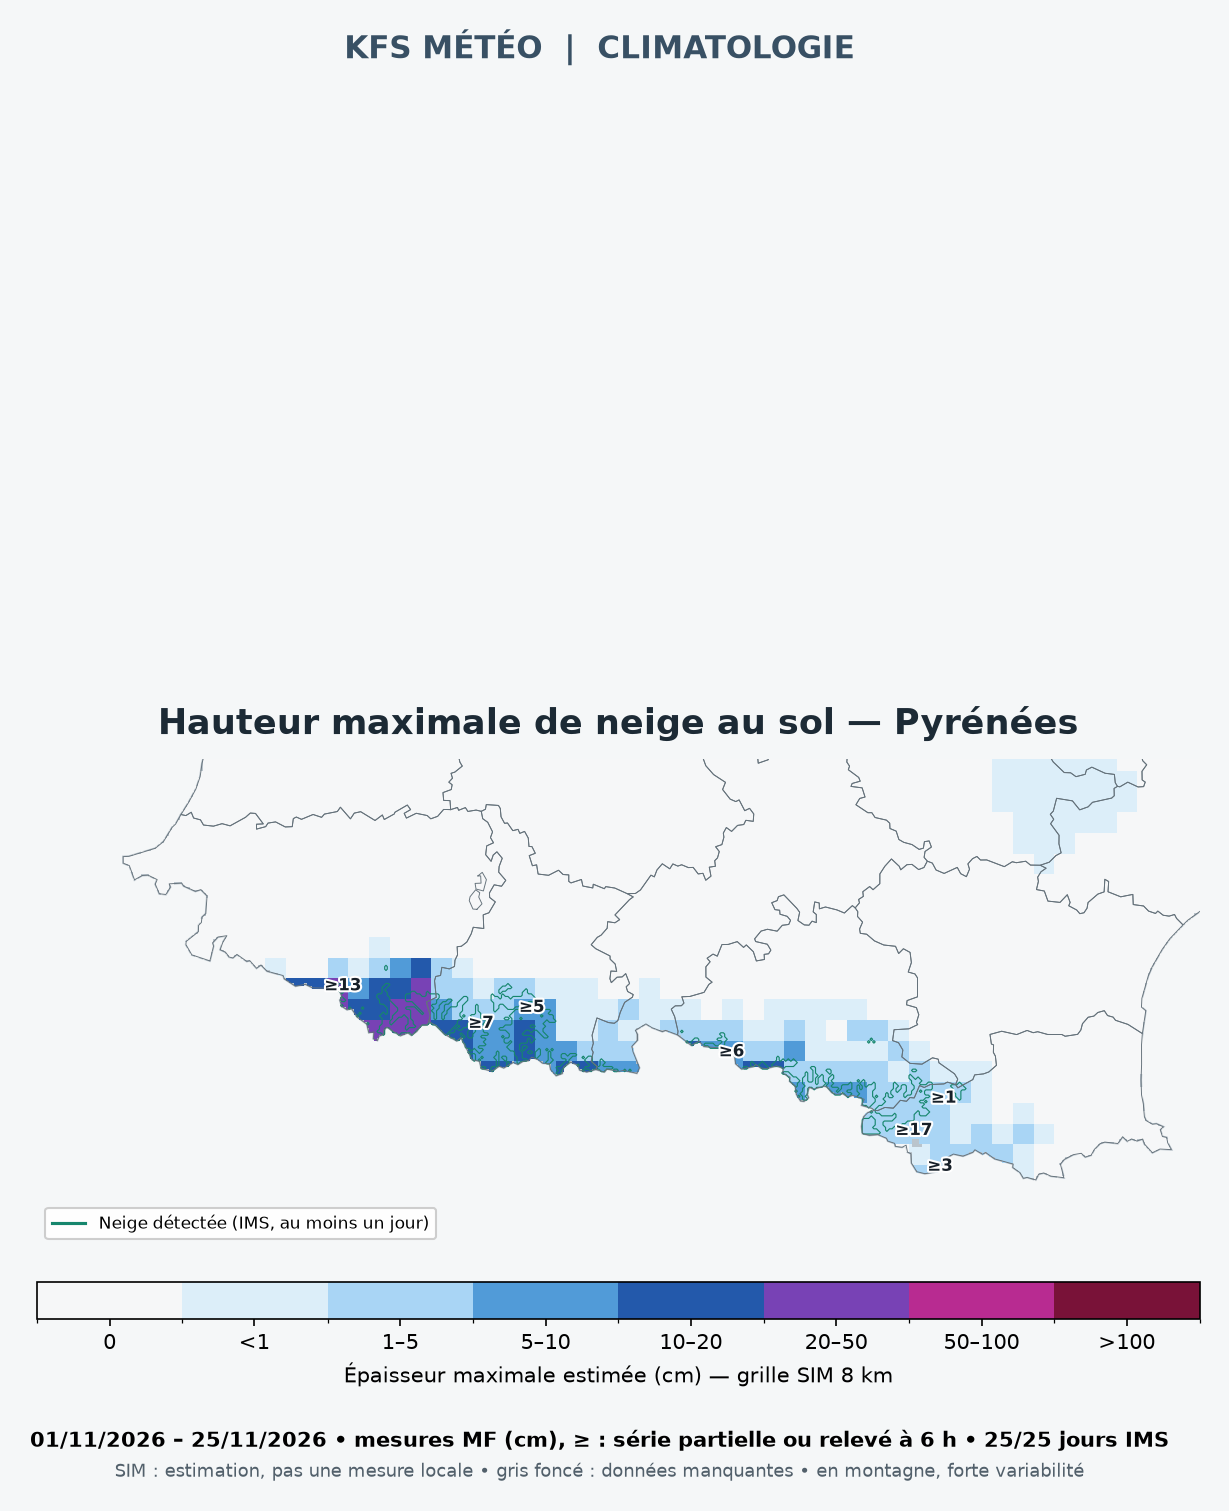 KFS MÉTÉO | CLIMATOLOGIE
Hauteur maximale de neige au sol — Pyrénées
≥13
≥5
≥7
≥6
≥1
≥17
≥3
Neige détectée (IMS, au moins un jour)
0 <1 1–5 5–10 10–20 20–50 50–100 >100
Épaisseur maximale estimée (cm) — grille SIM 8 km
01/11/2026 – 25/11/2026 • mesures MF (cm), ≥ : série partielle ou relevé à 6 h • 25/25 jours IMS
SIM : estimation, pas une mesure locale • gris foncé : données manquantes • en montagne, forte variabilité